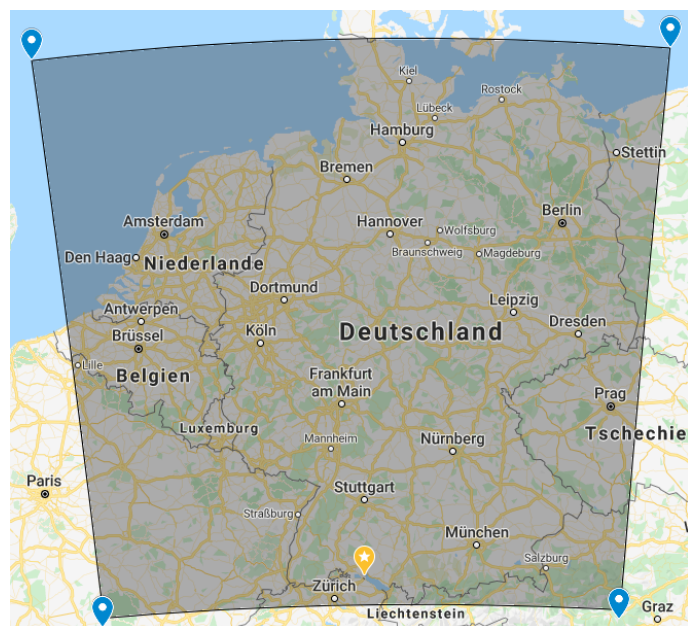 Kiel
Rostock
Lübeck
Hamburg
Stettin
Bremen
Berlin
Amsterdam
Hannover
Wolfsburg
Braunschweig
Magdeburg
Den Haag
Niederlande
Dortmund
Leipzig
Antwerpen
Dresden
Brüssel
Köln
Deutschland
Lille
Belgien
Frankfurt
am Main
Prag
Luxemburg
Mannheim
Nürnberg
Tschechie
Paris
Stuttgart
Straßburg
München
Salzburg
Zürich
Liechtenstein
Graz